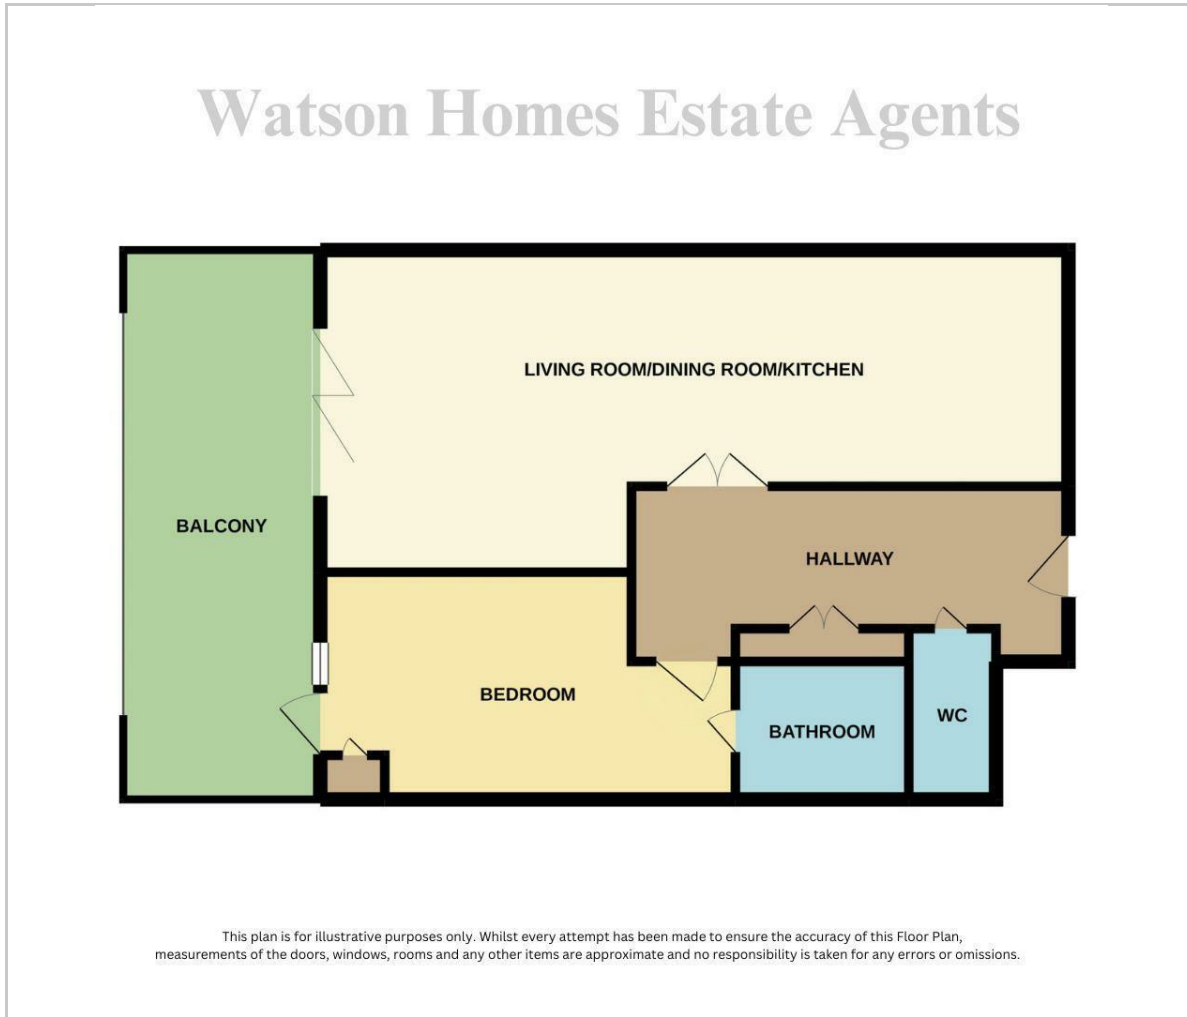 Watson Homes Estate Agents
LIVING ROOM/DINING ROOM/KITCHEN
BALCONY
HALLWAY
BEDROOM
BATHROOM
WC
This plan is for illustrative purposes only. Whilst every attempt has been made to ensure the accuracy of this Floor Plan,
measurements of the doors, windows, rooms and any other items are approximate and no responsibility is taken for any errors or omissions.